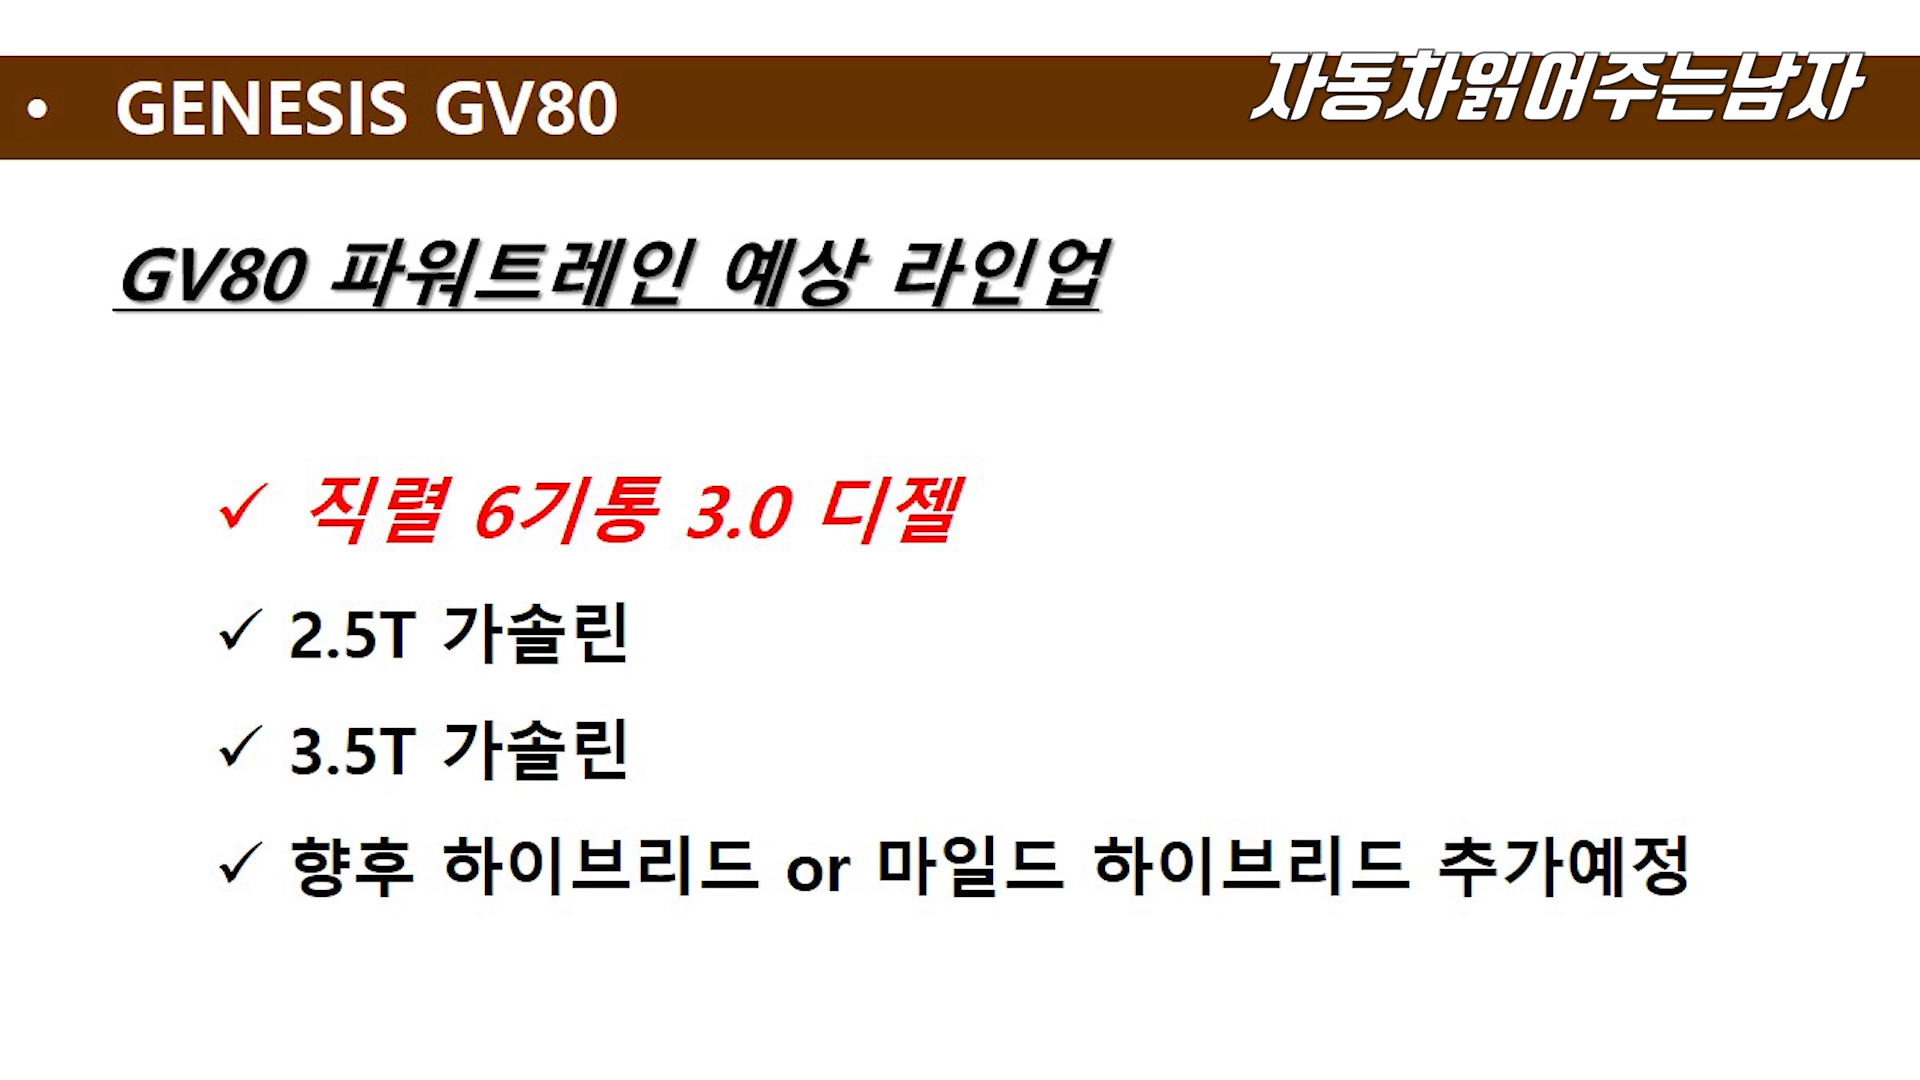 • GENESIS GV80
자동차읽어주는남자
GV80 파워트레인 예상 라인업
✓ 직렬 6기통 3.0 디젤
✓ 2.5T 가솔린
✓ 3.5T 가솔린
✓ 향후 하이브리드 or 마일드 하이브리드 추가예정